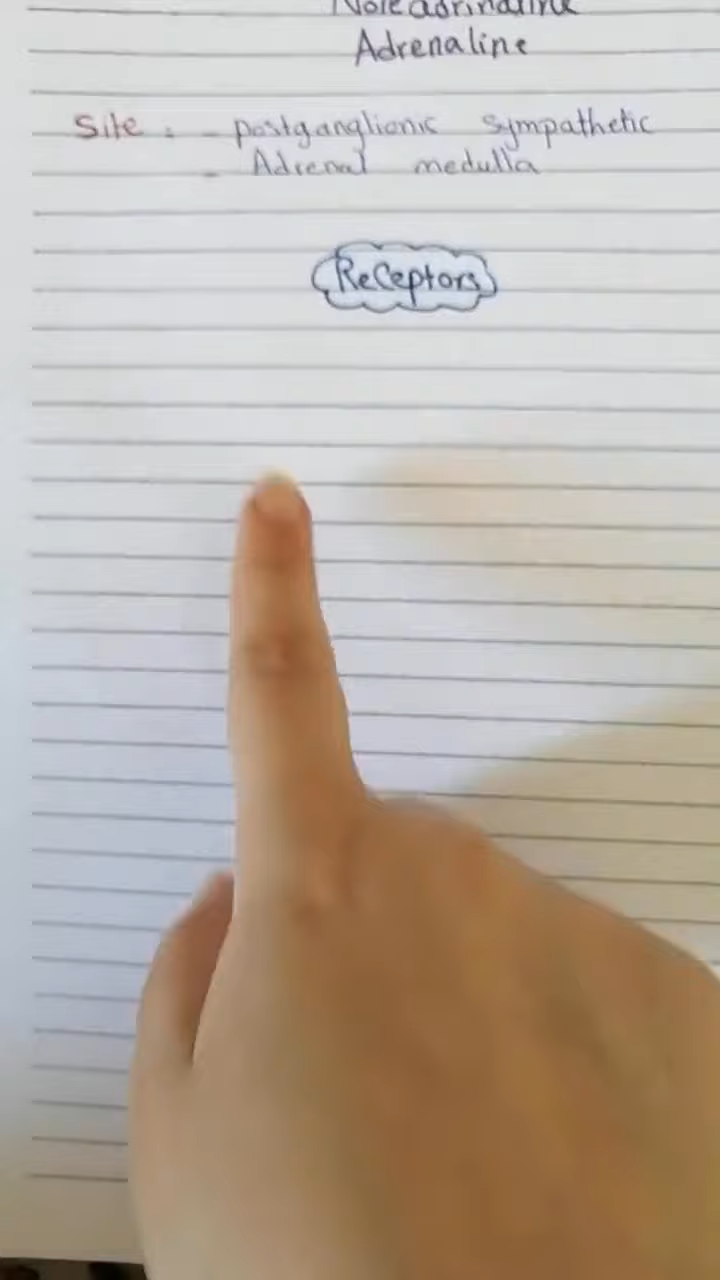 Adrenaline
Site : - postganglionic sympathetic
- Adrenal medulla
Receptors